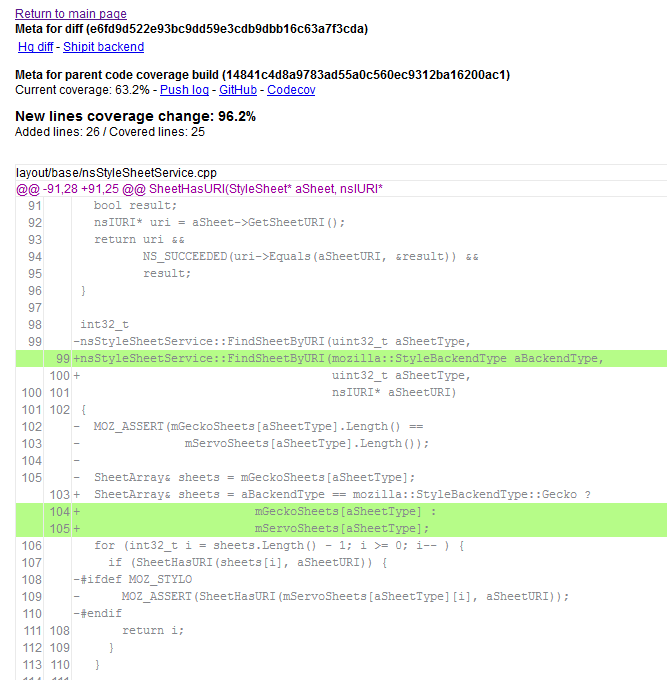 Return to main page
Meta for diff (e6fd9d522e93bc9dd59e3cdb9dbb16c63a7f3cda)
Hg diff - Shipit backend
Meta for parent code coverage build (14841c4d8a9783ad55a0c560ec9312ba16200ac1)
Current coverage: 63.2% - Push log - GitHub - Codecov
New lines coverage change: 96.2%
Added lines: 26 / Covered lines: 25
layout/base/nsStyleSheetService.cpp
@@ -91,28 +91,25 @@ SheetHasURI(StyleSheet* aSheet, nsIURI*
91 bool result;
92 nsIURI* uri = aSheet->GetSheetURI();
93 return uri &&
94 NS_SUCCEEDED(uri->Equals(aSheetURI, &result)) &&
95 result;
96 }
97
98 int32_t
99 -nsStyleSheetService::FindSheetByURI(uint32_t aSheetType,
99 +nsStyleSheetService::FindSheetByURI(mozilla::StyleBackendType aBackendType,
100 + uint32_t aSheetType,
100 101 nsIURI* aSheetURI)
101 102 {
102 - MOZ_ASSERT(mGeckoSheets[aSheetType].Length() ==
103 - mServoSheets[aSheetType].Length());
104 -
105 - SheetArray& sheets = mGeckoSheets[aSheetType];
103 + SheetArray& sheets = aBackendType == mozilla::StyleBackendType::Gecko ?
104 + mGeckoSheets[aSheetType] :
105 + mServoSheets[aSheetType];
106 for (int32_t i = sheets.Length() - 1; i >= 0; i-- ) {
107 if (SheetHasURI(sheets[i], aSheetURI)) {
108 -#ifdef MOZ_STYLO
109 - MOZ_ASSERT(SheetHasURI(mServoSheets[aSheetType][i], aSheetURI));
110 -#endif
111 108 return i;
112 109 }
113 110 }